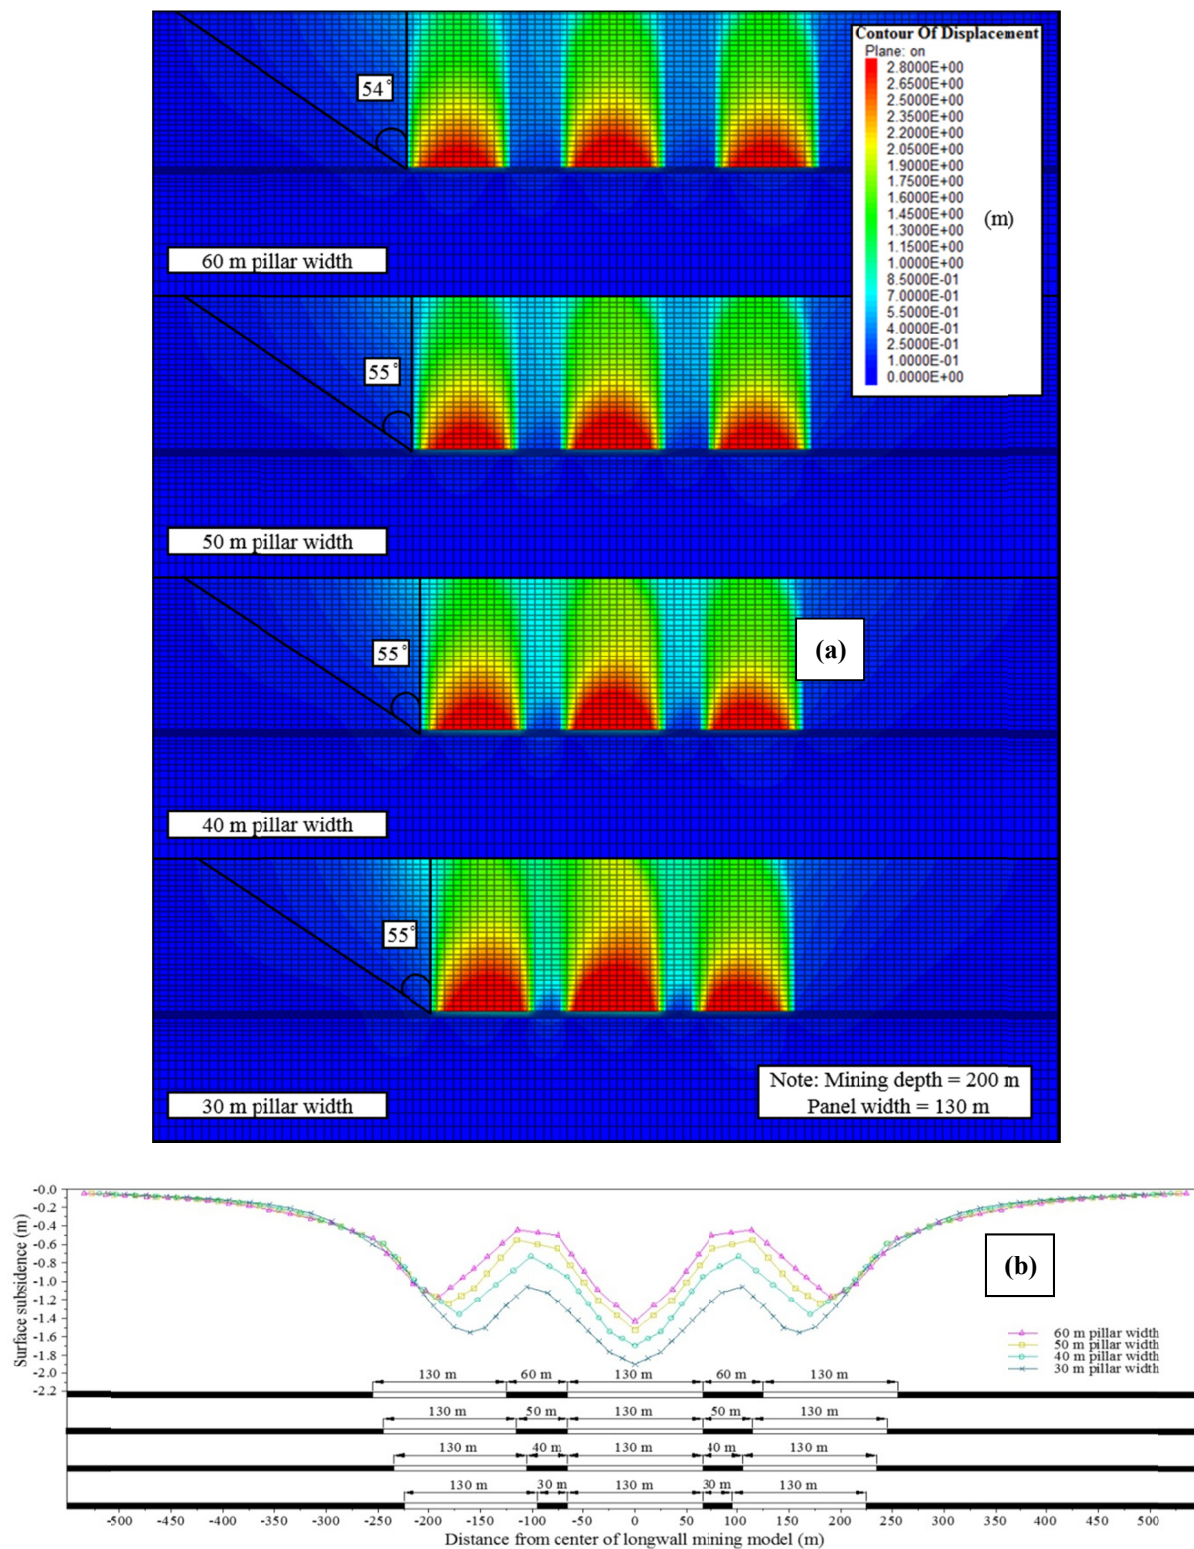 Contour Of Displacement
Plane: on
2.8000E+00
2.6500E+00
2.5000E+00
2.3500E+00
2.2000E+00
2.0500E+00
1.9000E+00
1.7500E+00
1.6000E+00
1.4500E+00
1.3000E+00
1.1500E+00
1.0000E+00
8.5000E-01
7.0000E-01
5.5000E-01
4.0000E-01
2.5000E-01
1.0000E-01
0.0000E+00
(m)
54°
60 m pillar width
55°
50 m pillar width
55°
(a)
40 m pillar width
55°
30 m pillar width
Note: Mining depth = 200 m
Panel width = 130 m
Surface subsidence (m)
-0.0
-0.2
-0.4
-0.6
-0.8
-1.0
-1.2
-1.4
-1.6
-1.8
-2.0
-2.2
(b)
60 m pillar width
50 m pillar width
40 m pillar width
30 m pillar width
130 m 60 m 130 m 60 m 130 m
130 m 50 m 130 m 50 m 130 m
130 m 40 m 130 m 40 m 130 m
130 m 30 m 130 m 30 m 130 m
-500 -450 -400 -350 -300 -250 -200 -150 -100 -50 0 50 100 150 200 250 300 350 400 450 500
Distance from center of longwall mining model (m)